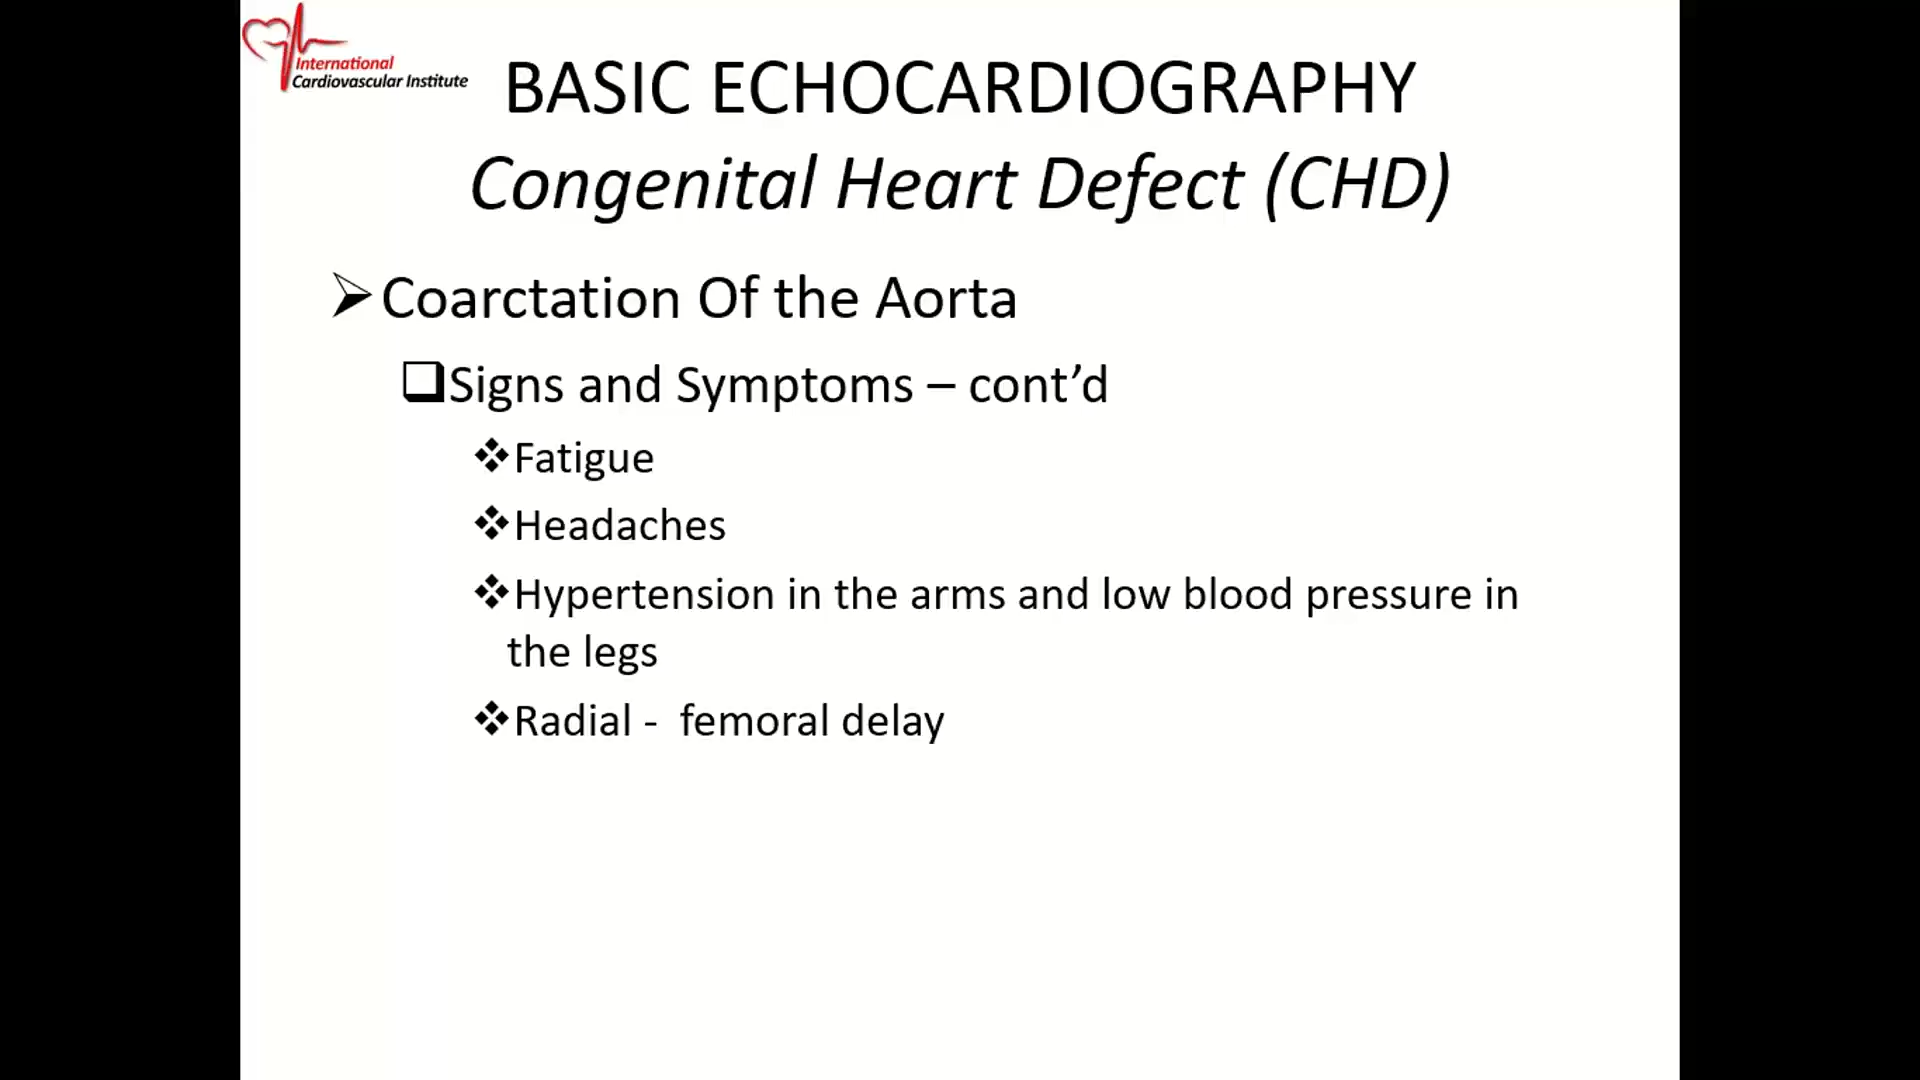 International
Cardiovascular Institute
BASIC ECHOCARDIOGRAPHY
Congenital Heart Defect (CHD)
Coarctation Of the Aorta
Signs and Symptoms – cont’d
Fatigue
Headaches
Hypertension in the arms and low blood pressure in
the legs
Radial - femoral delay